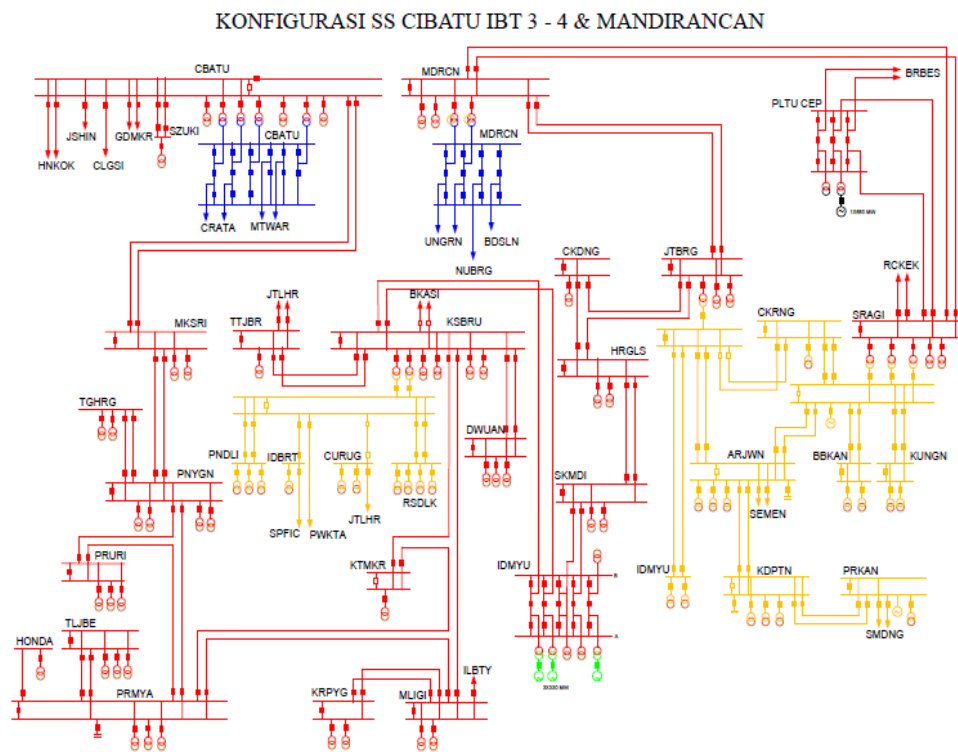 KONFIGURASI SS CIBATU IBT 3 - 4 & MANDIRANCAN
CBATU
MDRCN
BRBES
PLTU CEP
JSHIN
GDMKR
SZUKI
HNKOK
CLGSI
CBATU
MDRCN
CRATA
MTWAR
UNGRN
BDSLN
NUBRG
CKDNG
JTBRG
RCKEK
JTLHR
BKASI
MKSRI
TTJBR
KSBRU
CKRNG
SRAGI
HRGLS
TGHRG
PNYGN
PNDLI
IDBRT
CURUG
RSDLK
DWUAN
ARJWN
BBKAN
KUNGN
SKMDI
SEMEN
SPFIC
PWKTA
JTLHR
PRURI
KTMKR
IDMYU
B
A
IDMYU
KDPTN
PRKAN
SMDNG
HONDA
TLJBE
PRMYA
KRPYG
MLIGI
ILBTY